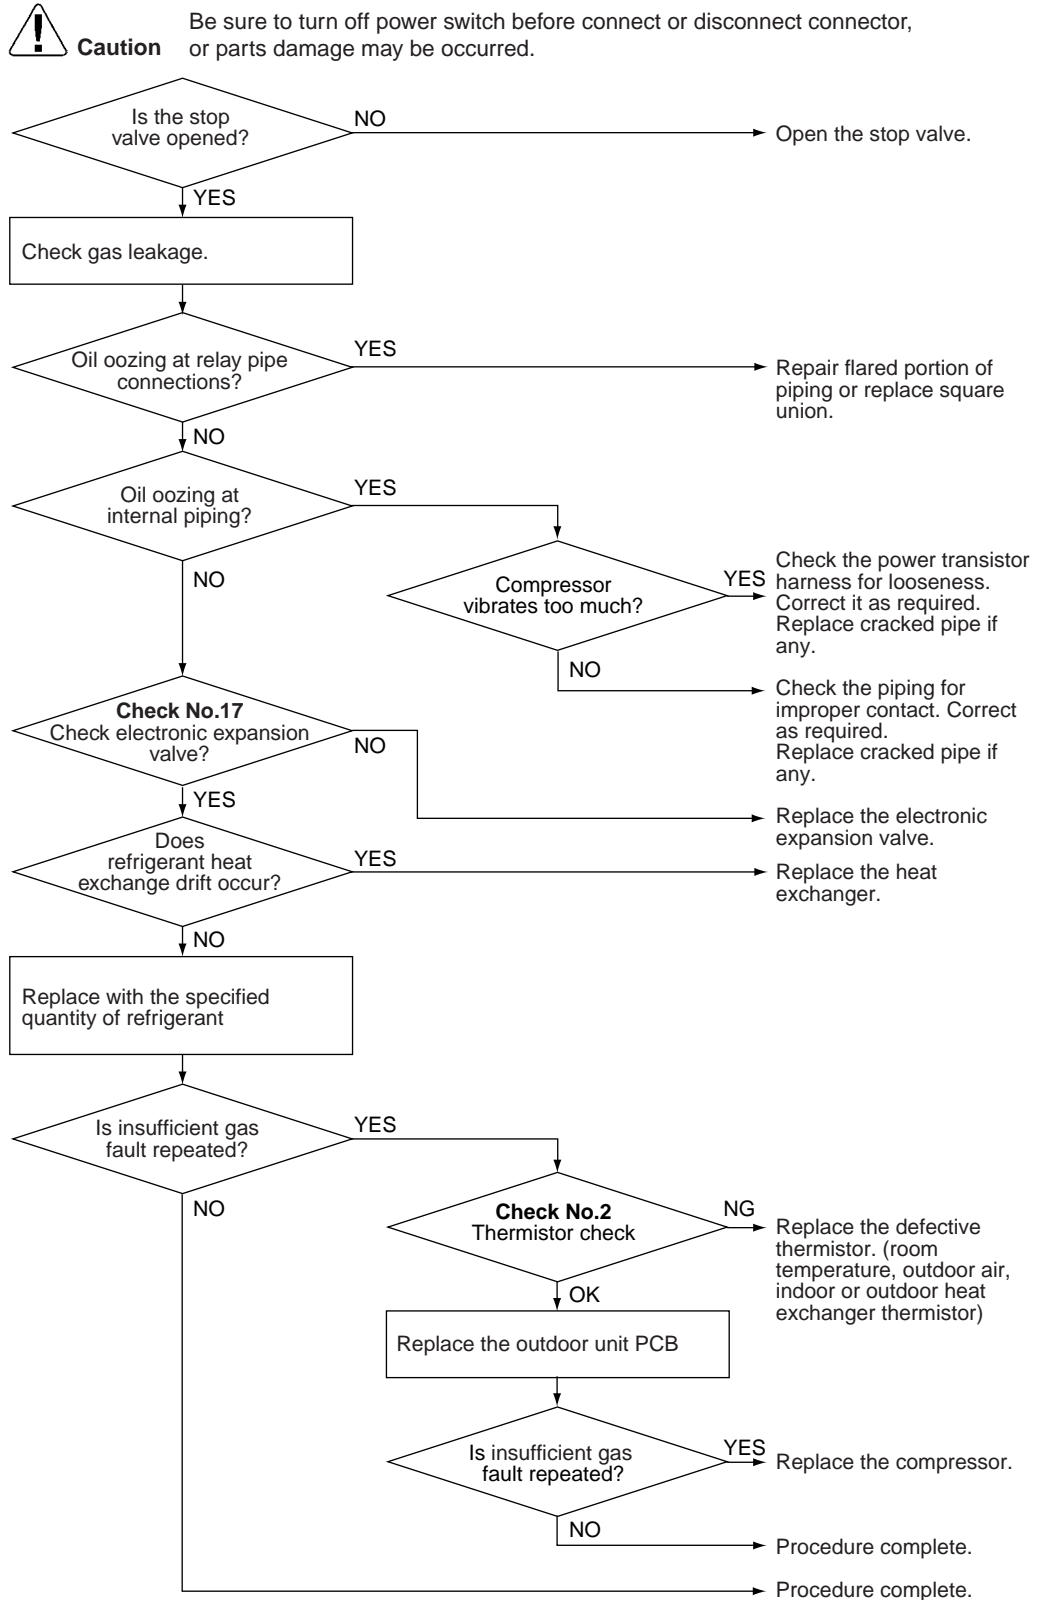 Be sure to turn off power switch before connect or disconnect connector,
Caution
or parts damage may be occurred.
Is the stop
valve opened?
NO
Open the stop valve.
YES
Check gas leakage.
Oil oozing at relay pipe
connections?
YES
Repair flared portion of
piping or replace square
union.
NO
Oil oozing at
internal piping?
YES
NO
Compressor
vibrates too much?
YES
Check the power transistor
harness for looseness.
Correct it as required.
Replace cracked pipe if
any.
NO
Check the piping for
improper contact. Correct
as required.
Replace cracked pipe if
any.
Check No.17
Check electronic expansion
valve?
NO
Replace the electronic
expansion valve.
YES
Does
refrigerant heat
exchange drift occur?
YES
Replace the heat
exchanger.
NO
Replace with the specified
quantity of refrigerant
Is insufficient gas
fault repeated?
YES
NO
Check No.2
Thermistor check
NG
Replace the defective
thermistor. (room
temperature, outdoor air,
indoor or outdoor heat
exchanger thermistor)
OK
Replace the outdoor unit PCB
Is insufficient gas
fault repeated?
YES
Replace the compressor.
NO
Procedure complete.
Procedure complete.